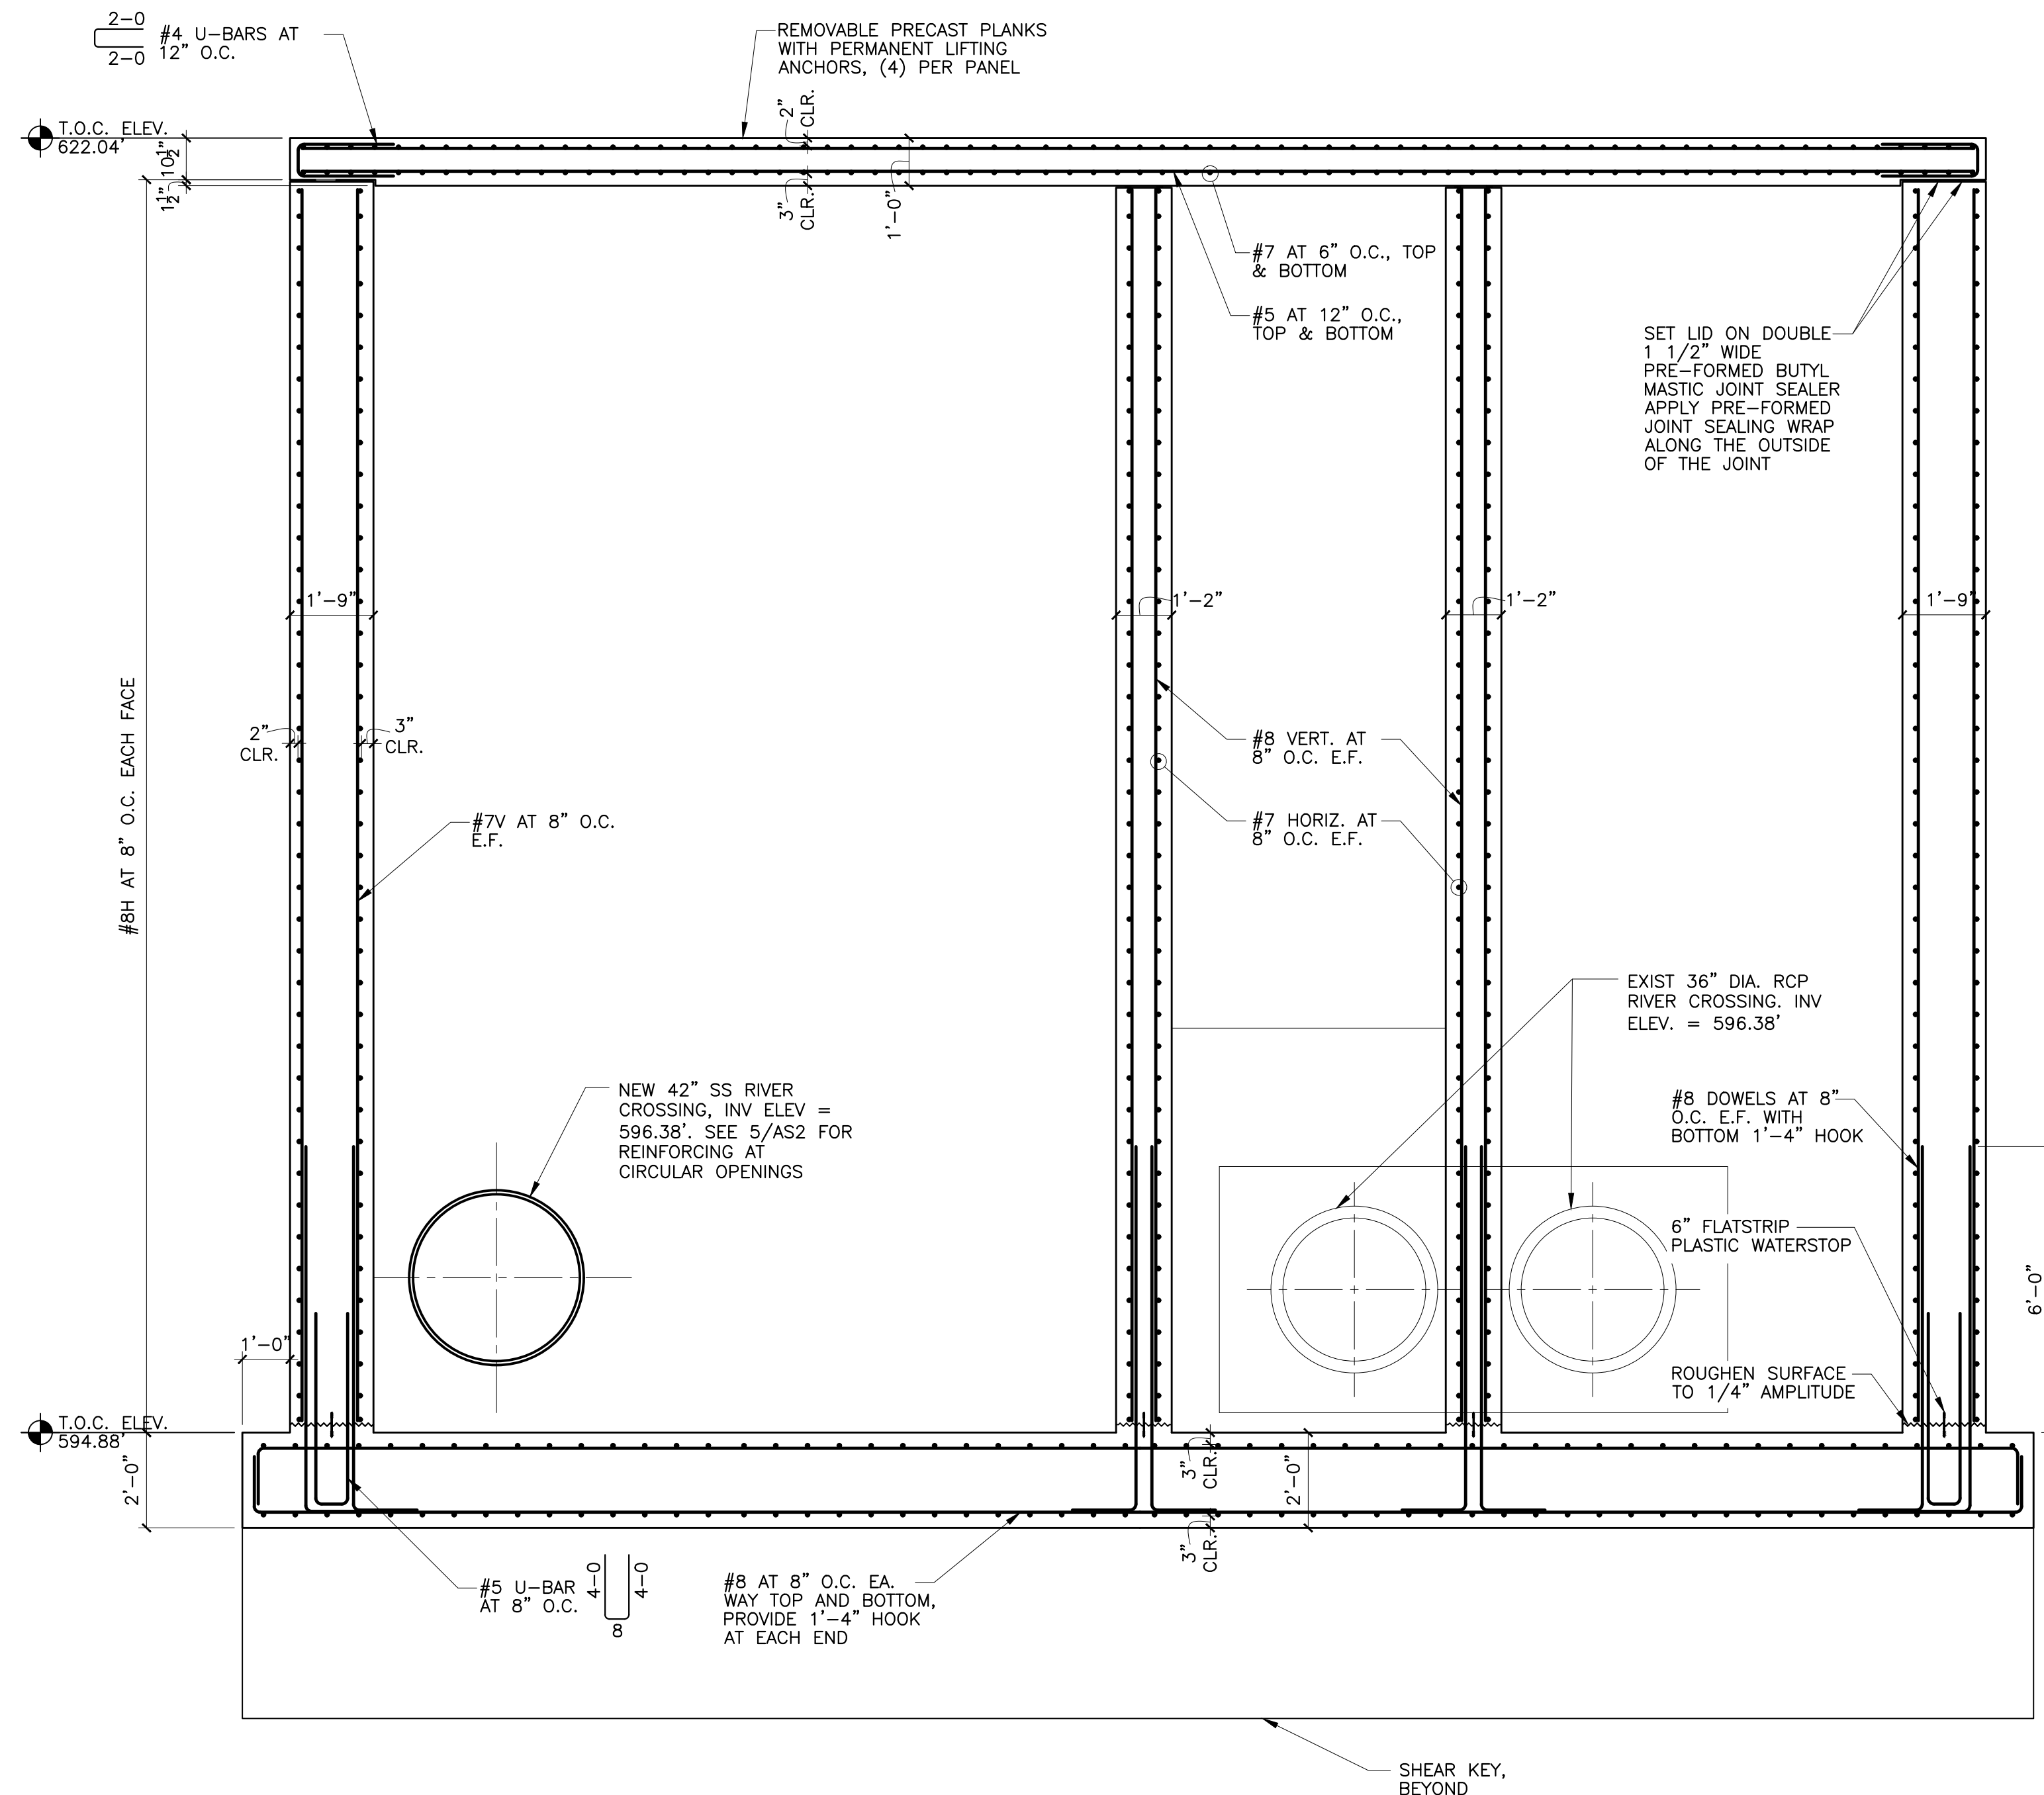 2-0
2-0
#4 U-BARS AT
12" O.C.
REMOVABLE PRECAST PLANKS
WITH PERMANENT LIFTING
ANCHORS, (4) PER PANEL
T.O.C. ELEV.
622.04'
10 1/2"
1 1/2"
2"
CLR.
3"
CLR.
1'-0"
#7 AT 6" O.C., TOP
& BOTTOM
#5 AT 12" O.C.,
TOP & BOTTOM
SET LID ON DOUBLE
1 1/2" WIDE
PRE-FORMED BUTYL
MASTIC JOINT SEALER
APPLY PRE-FORMED
JOINT SEALING WRAP
ALONG THE OUTSIDE
OF THE JOINT
1'-9"
1'-2"
1'-2"
1'-9"
#8H AT 8" O.C. EACH FACE
2"
CLR.
3"
CLR.
#8 VERT. AT
8" O.C. E.F.
#7V AT 8" O.C.
E.F.
#7 HORIZ. AT
8" O.C. E.F.
EXIST 36" DIA. RCP
RIVER CROSSING. INV
ELEV. = 596.38'
NEW 42" SS RIVER
CROSSING, INV ELEV =
596.38'. SEE 5/AS2 FOR
REINFORCING AT
CIRCULAR OPENINGS
#8 DOWELS AT 8"
O.C. E.F. WITH
BOTTOM 1'-4" HOOK
6" FLATSTRIP
PLASTIC WATERSTOP
6'-0"
1'-0"
ROUGHEN SURFACE
TO 1/4" AMPLITUDE
T.O.C. ELEV.
594.88'
2'-0"
3"
CLR.
2'-0"
3"
CLR.
#5 U-BAR
AT 8" O.C.
4-0
4-0
8
#8 AT 8" O.C. EA.
WAY TOP AND BOTTOM,
PROVIDE 1'-4" HOOK
AT EACH END
SHEAR KEY,
BEYOND